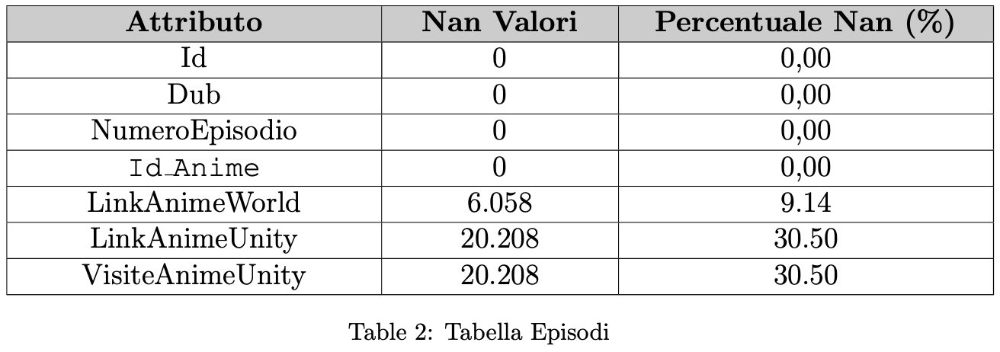 Attributo Nan Valori Percentuale Nan (%)
Id 0 0,00
Dub 0 0,00
NumeroEpisodio 0 0,00
Id_Anime 0 0,00
LinkAnimeWorld 6.058 9.14
LinkAnimeUnity 20.208 30.50
VisiteAnimeUnity 20.208 30.50
Table 2: Tabella Episodi